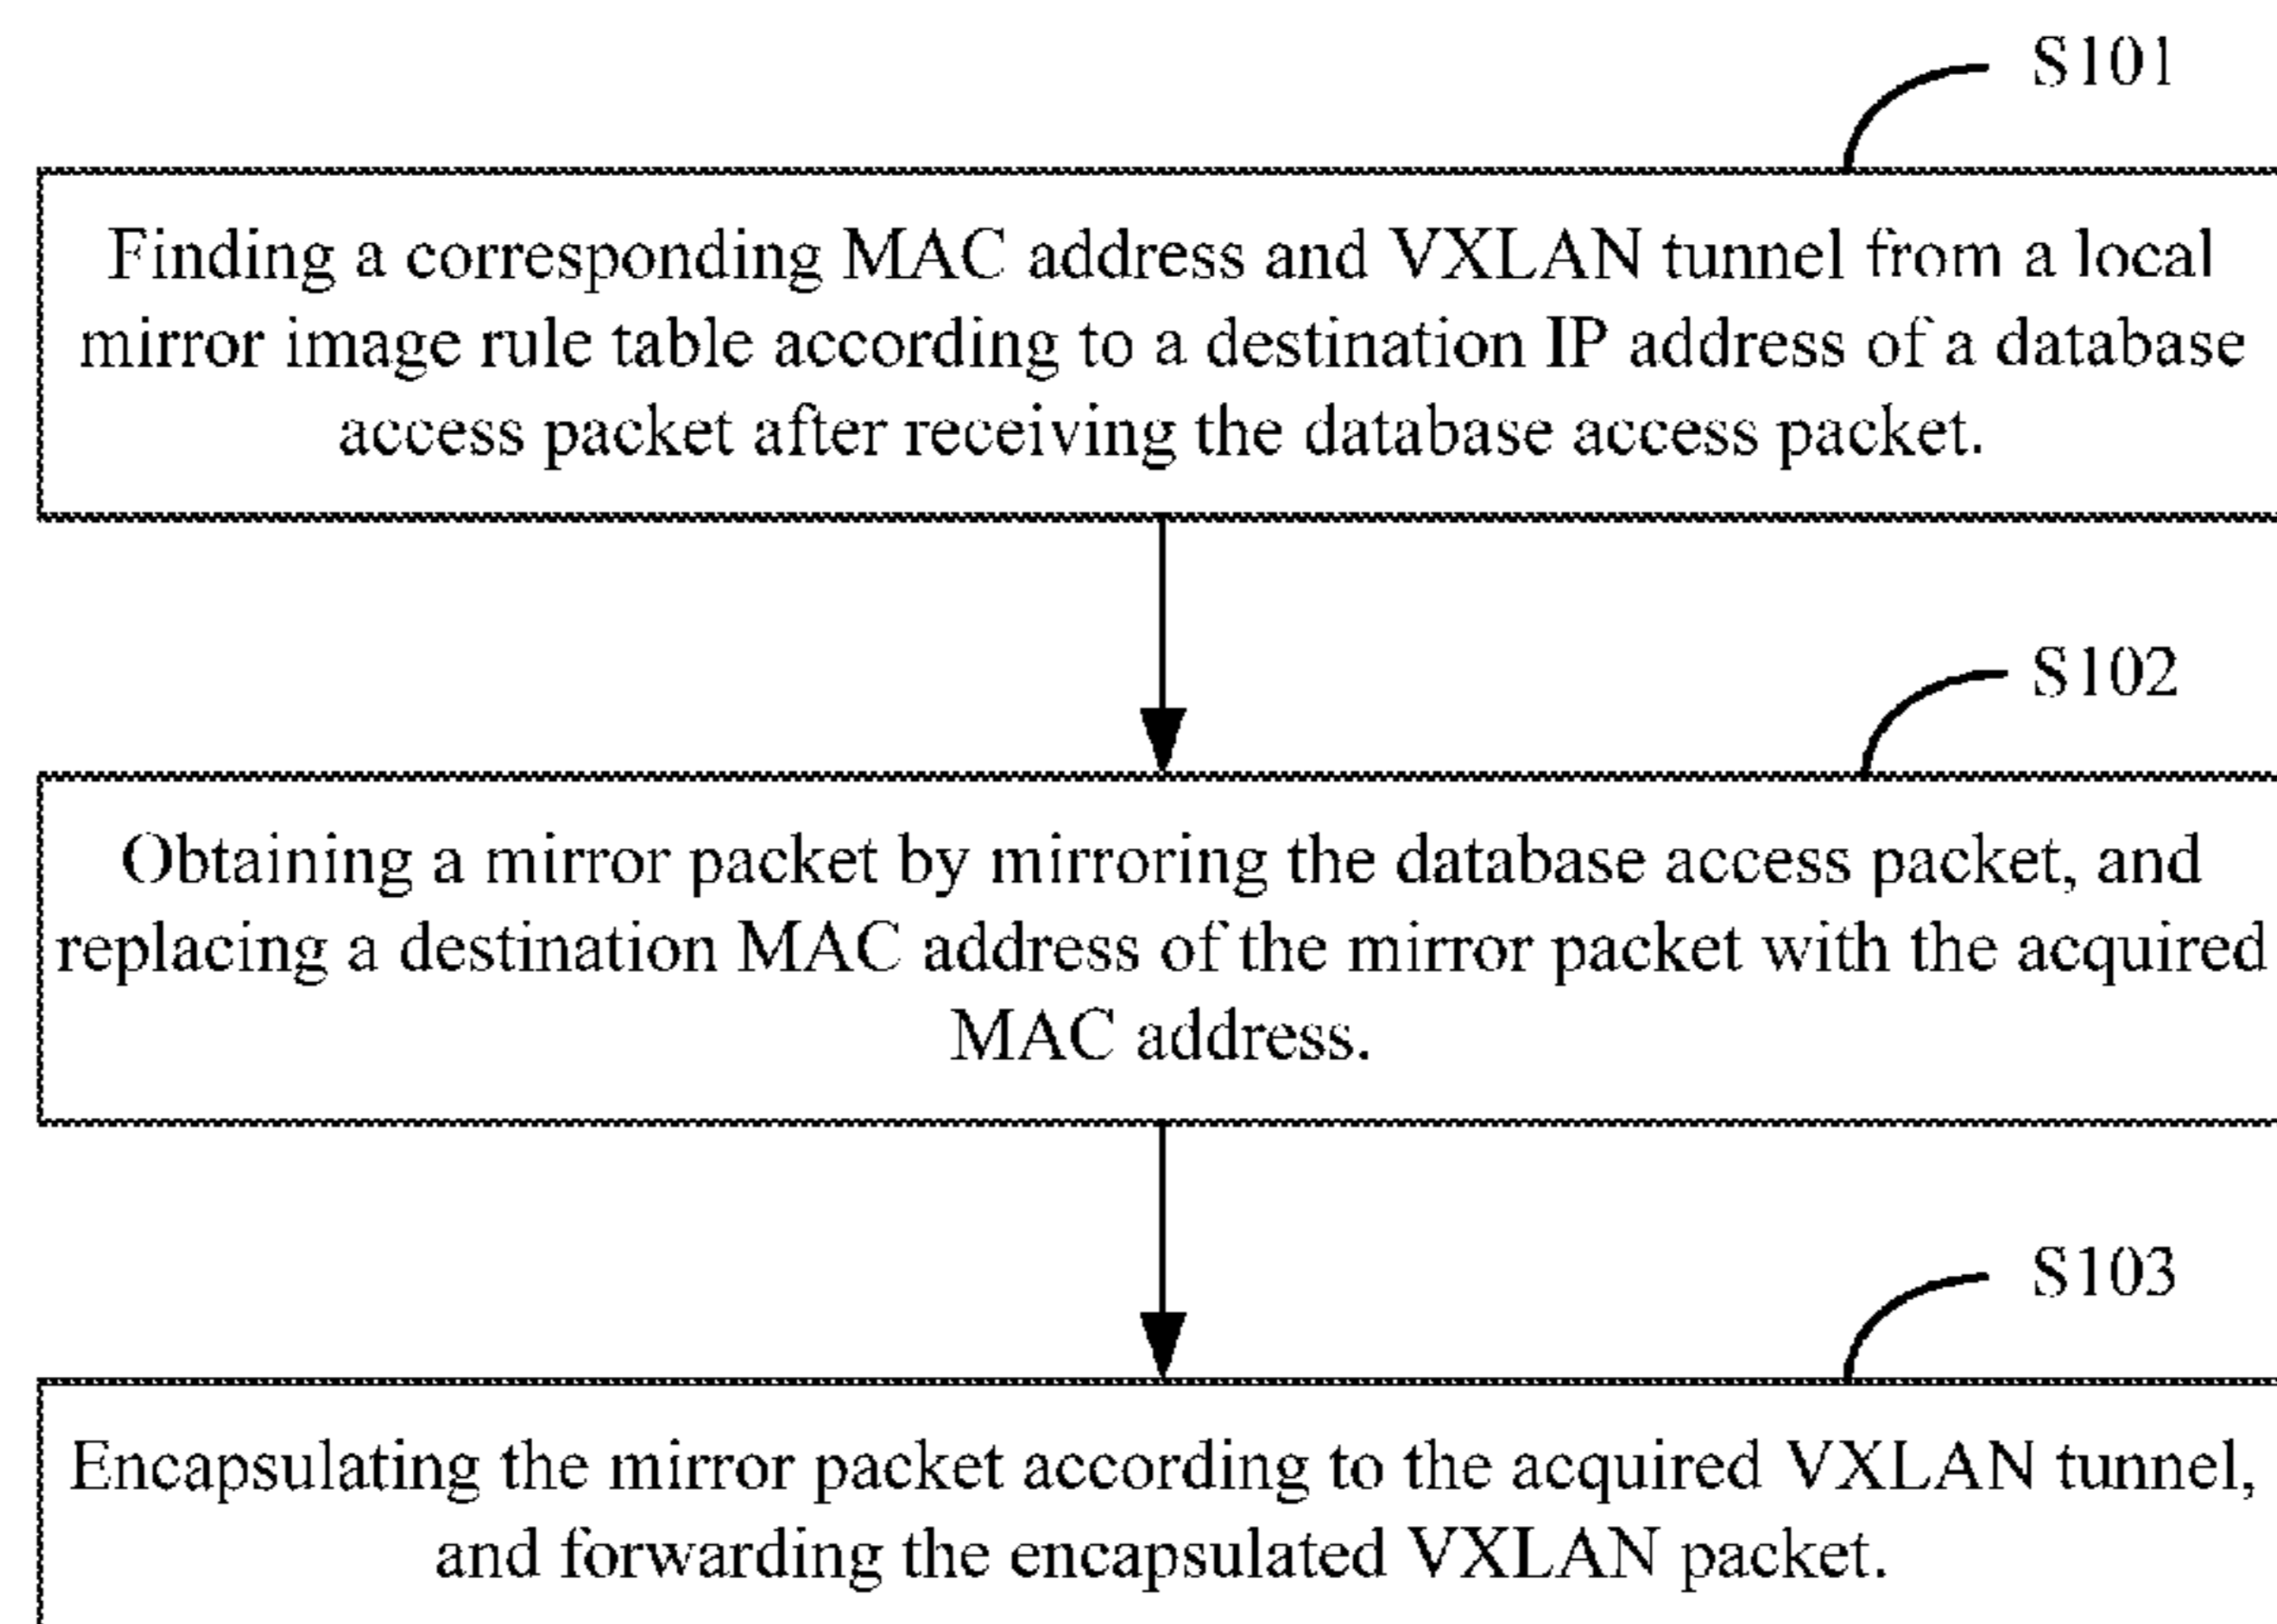 S101
Finding a corresponding MAC address and VXLAN tunnel from a local
mirror image rule table according to a destination IP address of a database
access packet after receiving the database access packet.
S102
Obtaining a mirror packet by mirroring the database access packet, and
replacing a destination MAC address of the mirror packet with the acquired
MAC address.
S103
Encapsulating the mirror packet according to the acquired VXLAN tunnel,
and forwarding the encapsulated VXLAN packet.